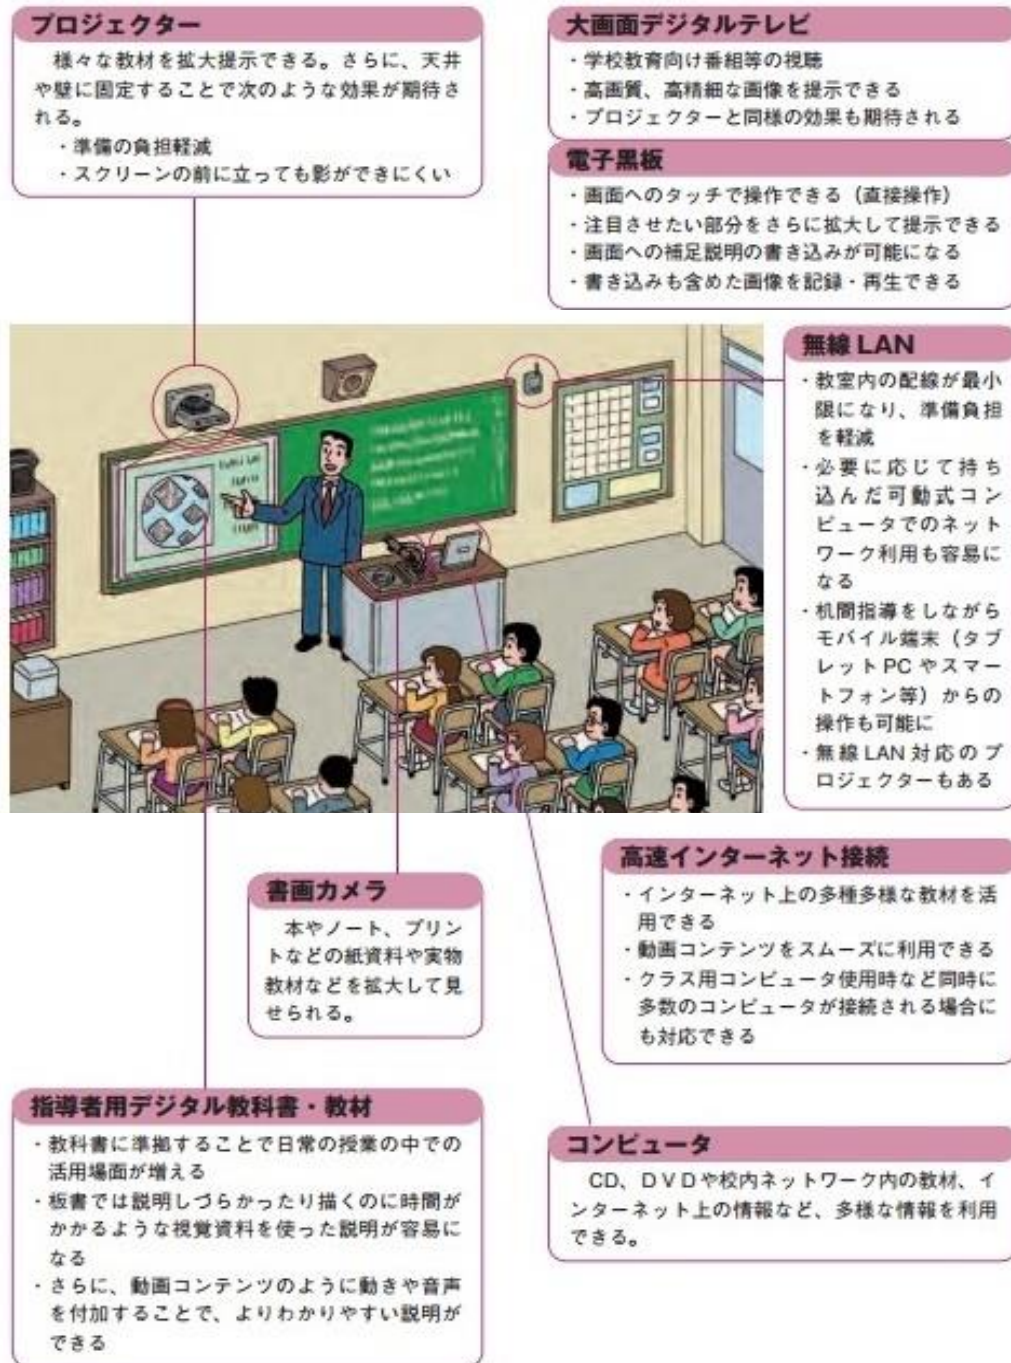 プロジェクター
様々な教材を拡大提示できる。さらに、天井
や壁に固定することで次のような効果が期待さ
れる。
・準備の負担軽減
・スクリーンの前に立っても影ができにくい
大画面デジタルテレビ
・学校教育向け番組等の視聴
・高画質、高精細な画像を提示できる
・プロジェクターと同様の効果も期待される
電子黒板
・画面へのタッチで操作できる（直接操作）
・注目させたい部分をさらに拡大して提示できる
・画面への補足説明の書き込みが可能になる
・書き込みも含めた画像を記録・再生できる
無線 LAN
・教室内の配線が最小
限になり、準備負担
を軽減
・必要に応じて持ち
込んだ可動式コン
ピュータでのネット
ワーク利用も容易に
なる
・机間指導をしながら
モバイル端末（タブ
レット PC やスマー
トフォン等）からの
操作も可能に
・無線 LAN 対応のプ
ロジェクターもある
書画カメラ
本やノート、プリン
トなどの紙資料や実物
教材などを拡大して見
せられる。
高速インターネット接続
・インターネット上の多種多様な教材を活
用できる
・動画コンテンツをスムーズに利用できる
・クラス用コンピュータ使用時など同時に
多数のコンピュータが接続される場合に
も対応できる
指導者用デジタル教科書・教材
・教科書に準拠することで日常の授業の中での
活用場面が増える
・板書では説明しづらかったり描くのに時間が
かかるような視覚資料を使った説明が容易に
なる
・さらに、動画コンテンツのように動きや音声
を付加することで、よりわかりやすい説明が
できる
コンピュータ
CD、ＤＶＤや校内ネットワーク内の教材、イ
ンターネット上の情報など、多様な情報を利用
できる。